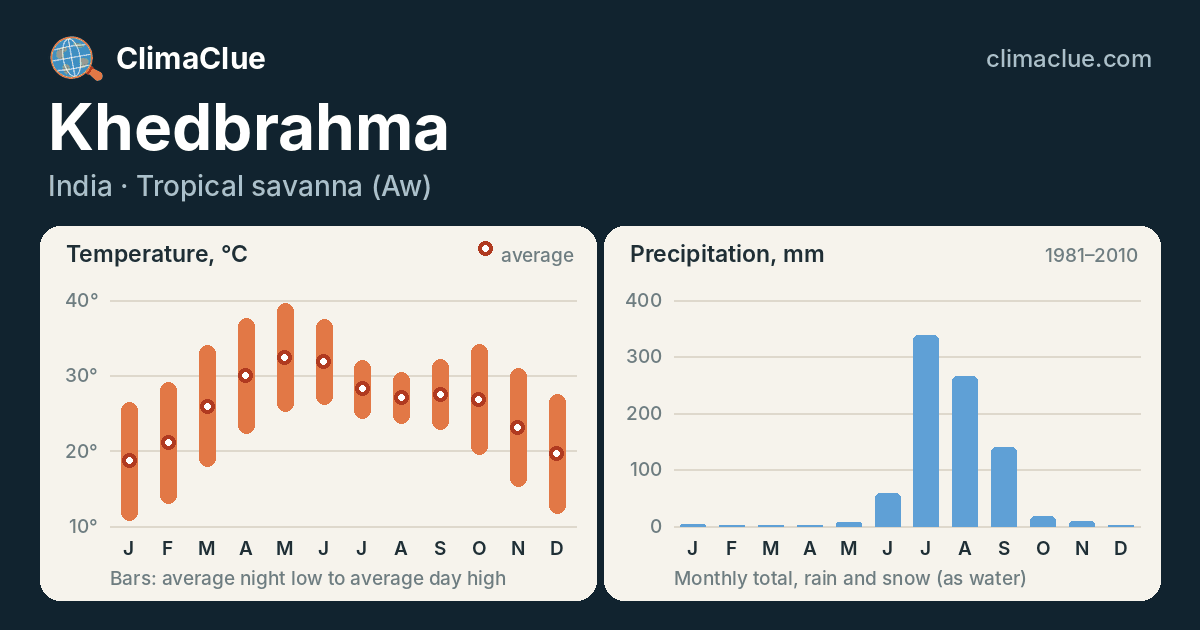 ClimaClue
climaclue.com
Khedbrahma
India · Tropical savanna (Aw)
Temperature, °C
average
40°
30°
20°
10°
J F M A M J J A S O N D
Bars: average night low to average day high
Precipitation, mm
1981–2010
400
300
200
100
0
J F M A M J J A S O N D
Monthly total, rain and snow (as water)